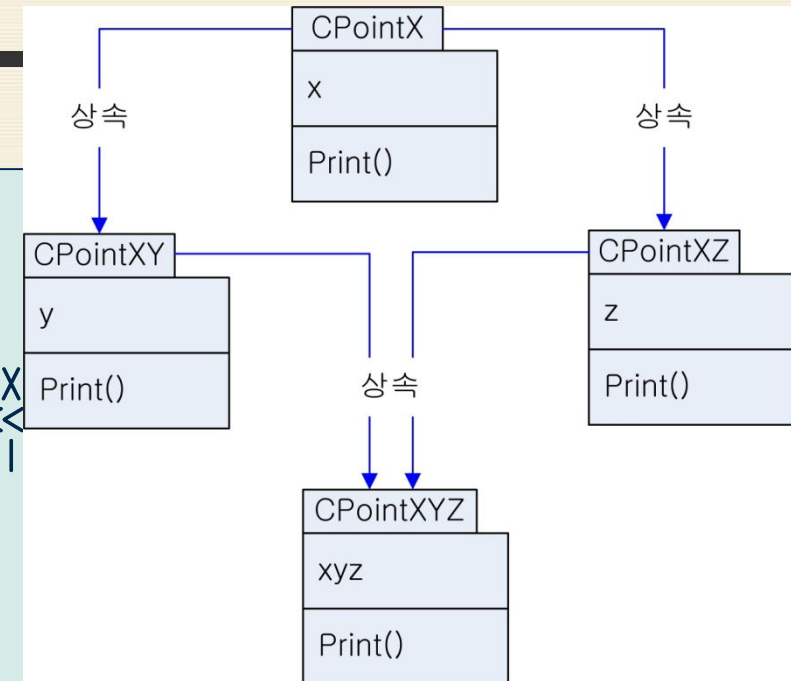 CPointX
x
Print()
상속
상속
CPointXY
y
Print()
CPointXZ
z
Print()
상속
CPointXYZ
xyz
Print()